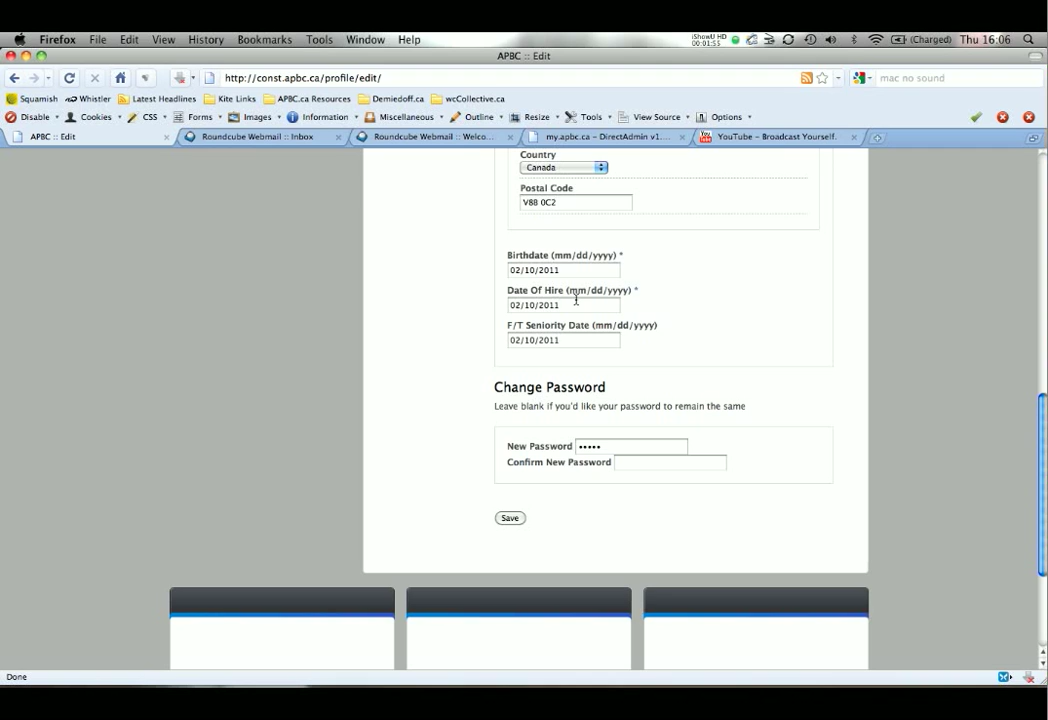 Firefox File Edit View History Bookmarks Tools Window Help iShowU HD 00:01:55 (Charged) Thu 16:06
APBC :: Edit
http://const.apbc.ca/profile/edit/ mac no sound
Squamish Whistler Latest Headlines Kite Links APBC.ca Resources Demiedoff.ca wcCollective.ca
Disable Cookies CSS Forms Images Information Miscellaneous Outline Resize Tools View Source Options
APBC :: Edit Roundcube Webmail :: Inbox Roundcube Webmail :: Welco... my.apbc.ca – DirectAdmin v1.... YouTube – Broadcast Yourself.
Country
Canada
Postal Code
V8B 0C2
Birthdate (mm/dd/yyyy) *
02/10/2011
Date Of Hire (mm/dd/yyyy) *
02/10/2011
F/T Seniority Date (mm/dd/yyyy)
02/10/2011
Change Password
Leave blank if you'd like your password to remain the same
New Password •••••
Confirm New Password
Save
Done